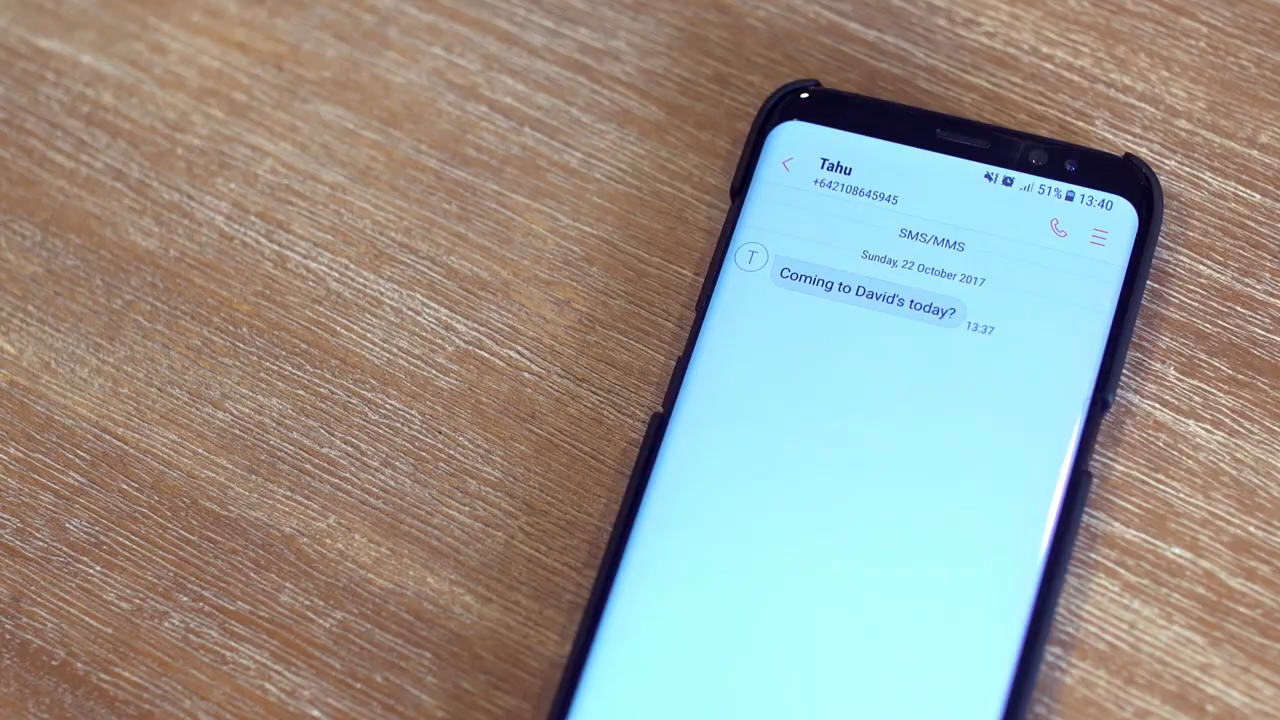 51% 13:40
Tahu
+642108645945
SMS/MMS
Sunday, 22 October 2017
T
Coming to David's today?
13:37